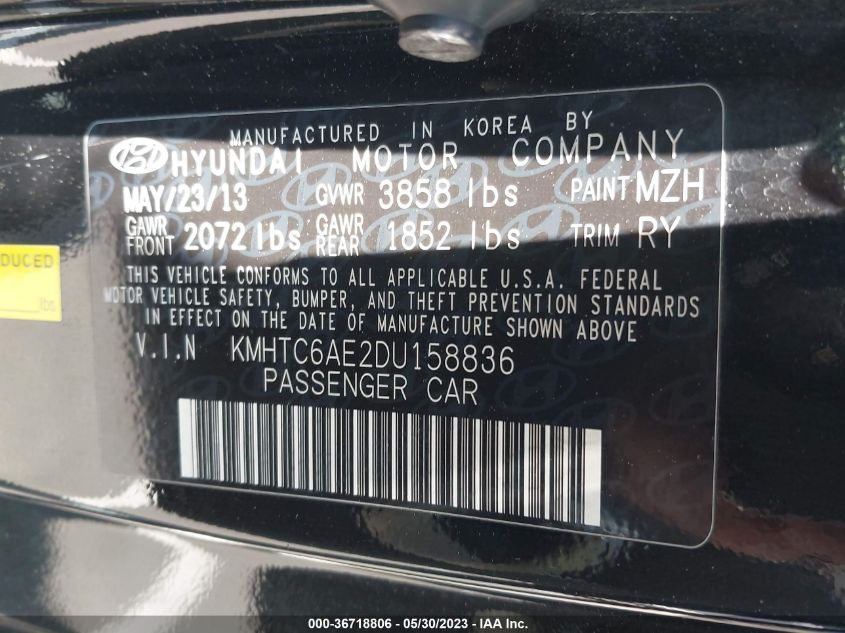 MANUFACTURED IN KOREA BY
HYUNDAI MOTOR COMPANY
MAY/23/13 GVWR 3858 lbs PAINT MZH
GAWR FRONT 2072 lbs GAWR REAR 1852 lbs TRIM RY
THIS VEHICLE CONFORMS TO ALL APPLICABLE U.S.A. FEDERAL
MOTOR VEHICLE SAFETY, BUMPER, AND THEFT PREVENTION STANDARDS
IN EFFECT ON THE DATE OF MANUFACTURE SHOWN ABOVE
V.I.N KMHTC6AE2DU158836
PASSENGER CAR
DUCED
lbs
000-36718806 - 05/30/2023 - IAA Inc.